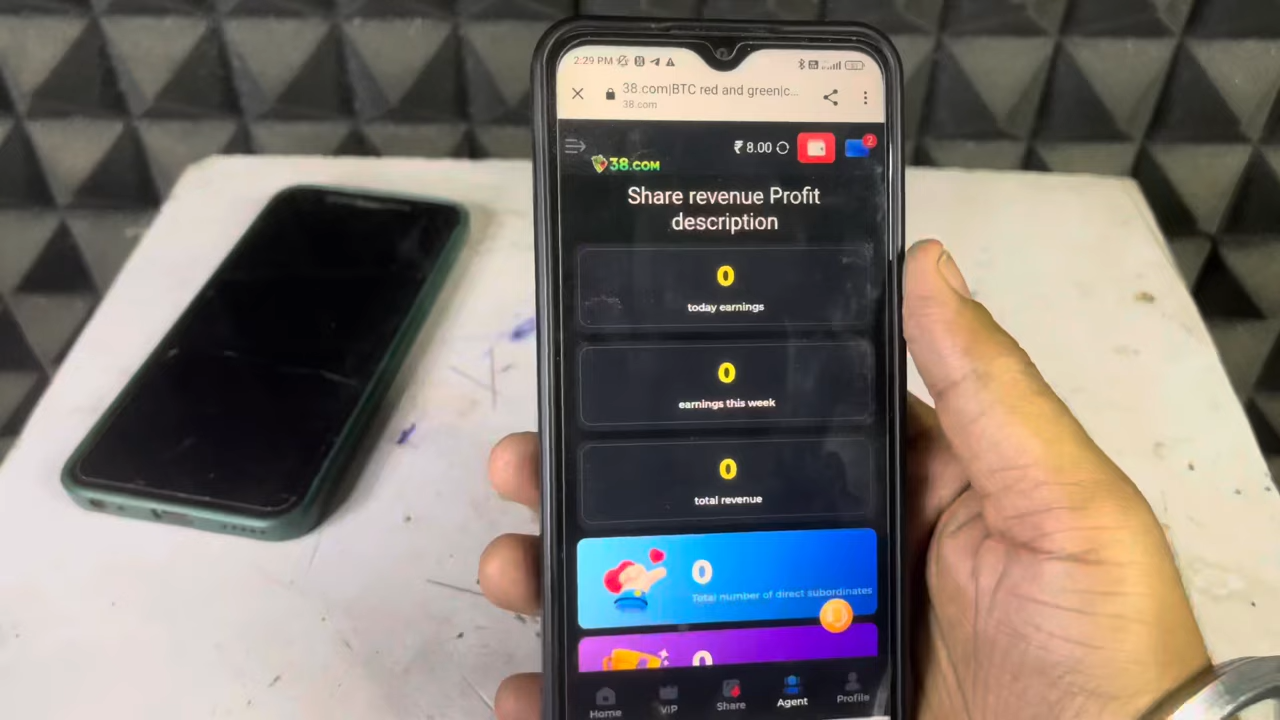 2:29 PM
38.com|BTC red and green|c...
38.com
₹ 8.00
2
38.COM
Share revenue Profit
description
0
today earnings
0
earnings this week
0
total revenue
0
Total number of direct subordinates
0
Home
VIP
Share
Agent
Profile